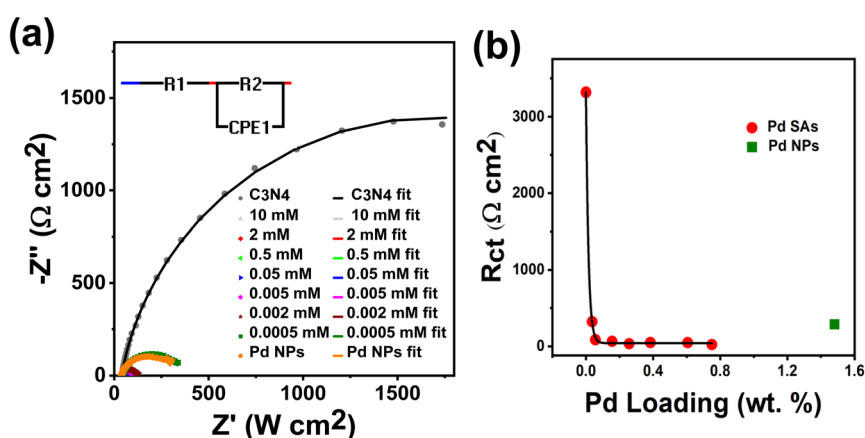 (a)
-Z'' (Ω cm2)
1500
1000
500
0
R1
R2
CPE1
C3N4 C3N4 fit
10 mM 10 mM fit
2 mM 2 mM fit
0.5 mM 0.5 mM fit
0.05 mM 0.05 mM fit
0.005 mM 0.005 mM fit
0.002 mM 0.002 mM fit
0.0005 mM 0.0005 mM fit
Pd NPs Pd NPs fit
0 500 1000 1500
Z' (W cm2)
(b)
Rct (Ω cm2)
3000
2000
1000
0
Pd SAs
Pd NPs
0.0 0.4 0.8 1.2 1.6
Pd Loading (wt. %)